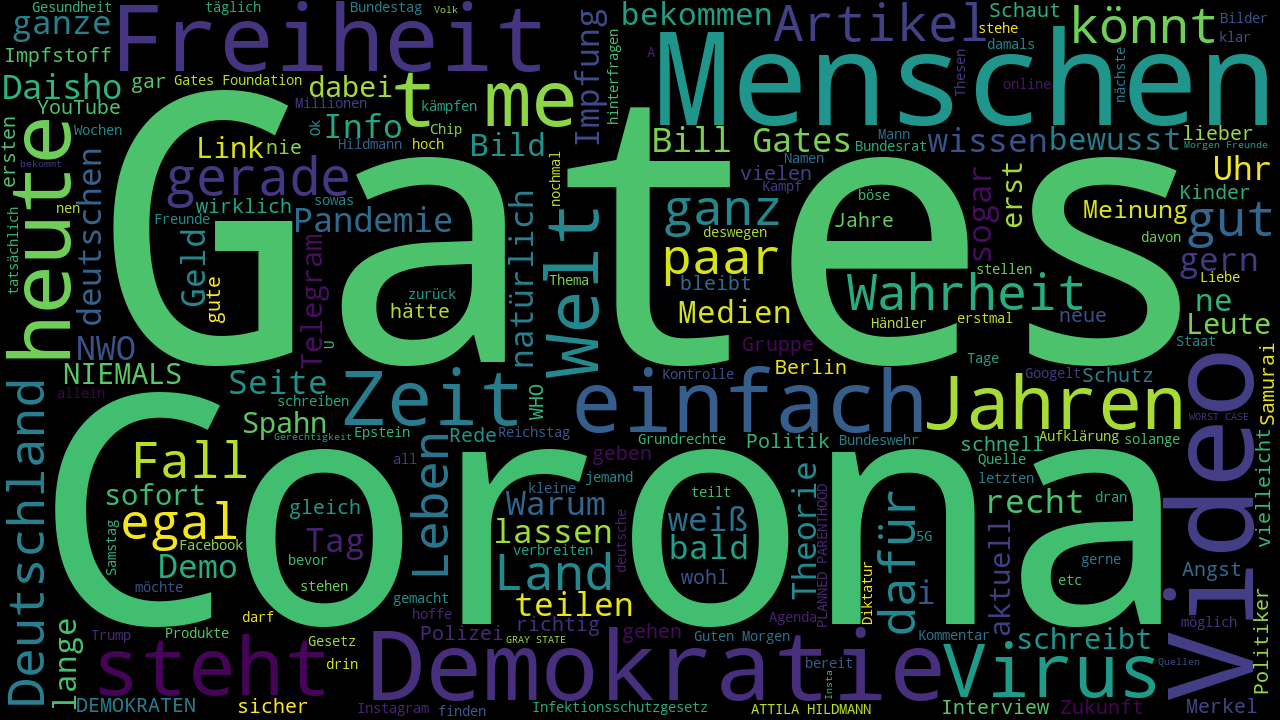 Gesundheit täglich Bundestag Volk bekommen Artikel Schaut könnt Bilder
ganze Freiheit stehe klar
Impfstoff damals
Daisho gar Gates Foundation dabei t me Impfung hinterfragen A Menschen Thesen online nächste
YouTube Millionen kämpfen
ersten Wochen Ok Info Chip Bild Bill Gates Mann wissen bewusst lieber
heute Link nie Hildmann hoch Bundesrat Morgen Freunde
bekommt deutschen gerade nochmal vielen Namen sogar erst Uhr
nen wirklich sowas natürlich Kampf böse Kinder
Freunde Pandemie Welt ganz Jahre Meinung gut
tatsächlich Geld Telegram deswegen davon
gute Gates paar gern
zurück Thema bleibt stellen Liebe
hätte Medien Wahrheit ne
U Händler erstmal neue Leute
NWO Gruppe Staat
NIEMALS Berlin Tage
allein Seite Zeit WHO einfach Kontrolle Jahren Googelt Schutz Samurai
schreiben
Deutschland Spahn Video WORST CASE
Gerechtigkeit Epstein Rede Reichstag Grundrechte Politik Bundeswehr Aufklärung solange
Fall all Leben geben schnell Quelle vielleicht
sofort Corona kleine jemand teilt Theorie letzten
egal gleich Warum weiß dafür recht dran
Samstag Facebook Tag lassen deutsche PLANNED PARENTHOOD 5G aktuell
Demo bevor verbreiten bald gerne Angst
möchte stehen Land wohl Diktatur i etc
gemacht teilen Agenda Politiker
lange darf hoffe richtig möglich
Trump Produkte Gesetz Polizei GRAY STATE gehen Guten Morgen Kommentar schreibt
steht drin Demokratie bereit Virus Quellen
DEMOKRATEN sicher Instagram finden Infektionsschutzgesetz ATTILA HILDMANN Insta Interview Zukunft Merkel